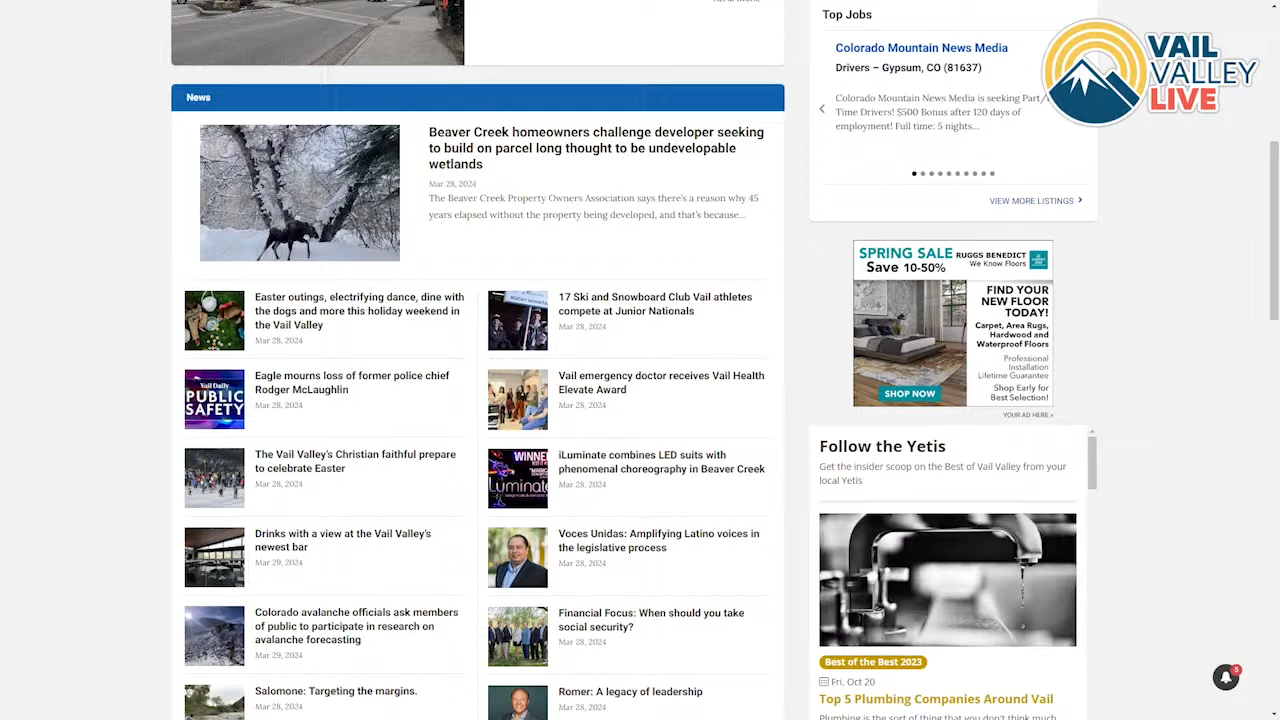 READ MORE
Top Jobs
Colorado Mountain News Media
Drivers – Gypsum, CO (81637)
Colorado Mountain News Media is seeking Part/
Time Drivers! $500 Bonus after 120 days of
employment! Full time: 5 nights...
VIEW MORE LISTINGS
VAIL
VALLEY
LIVE
News
Beaver Creek homeowners challenge developer seeking
to build on parcel long thought to be undevelopable
wetlands
Mar 28, 2024
The Beaver Creek Property Owners Association says there's a reason why 45
years elapsed without the property being developed, and that's because...
Easter outings, electrifying dance, dine with
the dogs and more this holiday weekend in
the Vail Valley
Mar 28, 2024
17 Ski and Snowboard Club Vail athletes
compete at Junior Nationals
Mar 28, 2024
Vail Daily
PUBLIC
SAFETY
Eagle mourns loss of former police chief
Rodger McLaughlin
Mar 28, 2024
Vail emergency doctor receives Vail Health
Elevate Award
Mar 28, 2024
The Vail Valley's Christian faithful prepare
to celebrate Easter
Mar 28, 2024
WINNE
iLuminate combines LED suits with
phenomenal choreography in Beaver Creek
Mar 28, 2024
Drinks with a view at the Vail Valley's
newest bar
Mar 29, 2024
Voces Unidas: Amplifying Latino voices in
the legislative process
Mar 28, 2024
Colorado avalanche officials ask members
of public to participate in research on
avalanche forecasting
Mar 29, 2024
Financial Focus: When should you take
social security?
Mar 28, 2024
Salomone: Targeting the margins.
Mar 28, 2024
Romer: A legacy of leadership
Mar 28, 2024
SPRING SALE
Save 10-50%
RUGGS BENEDICT
We Know Floors
FIND YOUR
NEW FLOOR
TODAY!
Carpet, Area Rugs,
Hardwood and
Waterproof Floors
Professional
Installation
Lifetime Guarantee
Shop Early for
Best Selection!
SHOP NOW
YOUR AD HERE »
Follow the Yetis
Get the insider scoop on the Best of Vail Valley from your
local Yetis
Best of the Best 2023
Fri, Oct 20
Top 5 Plumbing Companies Around Vail
Plumbing is the sort of thing that you don't think much
5